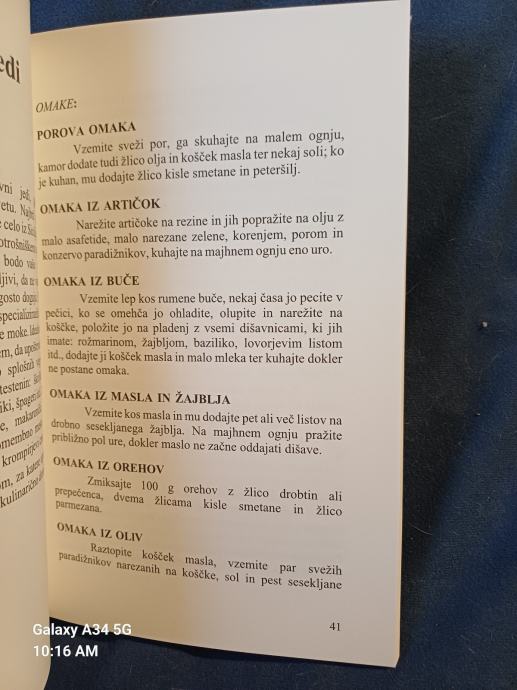 edi
OMAKE:
POROVA OMAKA
Vzemite sveži por, ga skuhajte na malem ognju,
kamor dodate tudi žlico olja in košček masla ter nekaj soli; ko
je kuhan, mu dodajte žlico kisle smetane in peteršilj.
OMAKA IZ ARTIČOK
Narežite artičoke na rezine in jih popražite na olju z
malo asafetide, malo narezane zelene, korenjem, porom in
konzervo paradižnikov, kuhajte na majhnem ognju eno uro.
OMAKA IZ BUČE
Vzemite lep kos rumene buče, nekaj časa jo pecite v
pečici, ko se omehča jo ohladite, olupite in narežite na
koščke, položite jo na pladenj z vsemi dišavnicami, ki jih
imate: rožmarinom, žajbljom, baziliko, lovorjevim listom
itd., dodajte ji košček masla in malo mleka ter kuhajte dokler
ne postane omaka.
OMAKA IZ MASLA IN ŽAJBLJA
Vzemite kos masla in mu dodajte pet ali več listov na
drobno sesekljanega žajblja. Na majhnem ognju pražite
približno pol ure, dokler maslo ne začne oddajati dišave.
OMAKA IZ OREHOV
Zmiksajte 100 g orehov z žlico drobtin ali
prepečenca, dvema žlicama kisle smetane in žlico
parmezana.
OMAKA IZ OLIV
Raztopite košček masla, vzemite par svežih
paradižnikov narezanih na koščke, sol in pest sesekljane
41
Galaxy A34 5G
10:16 AM